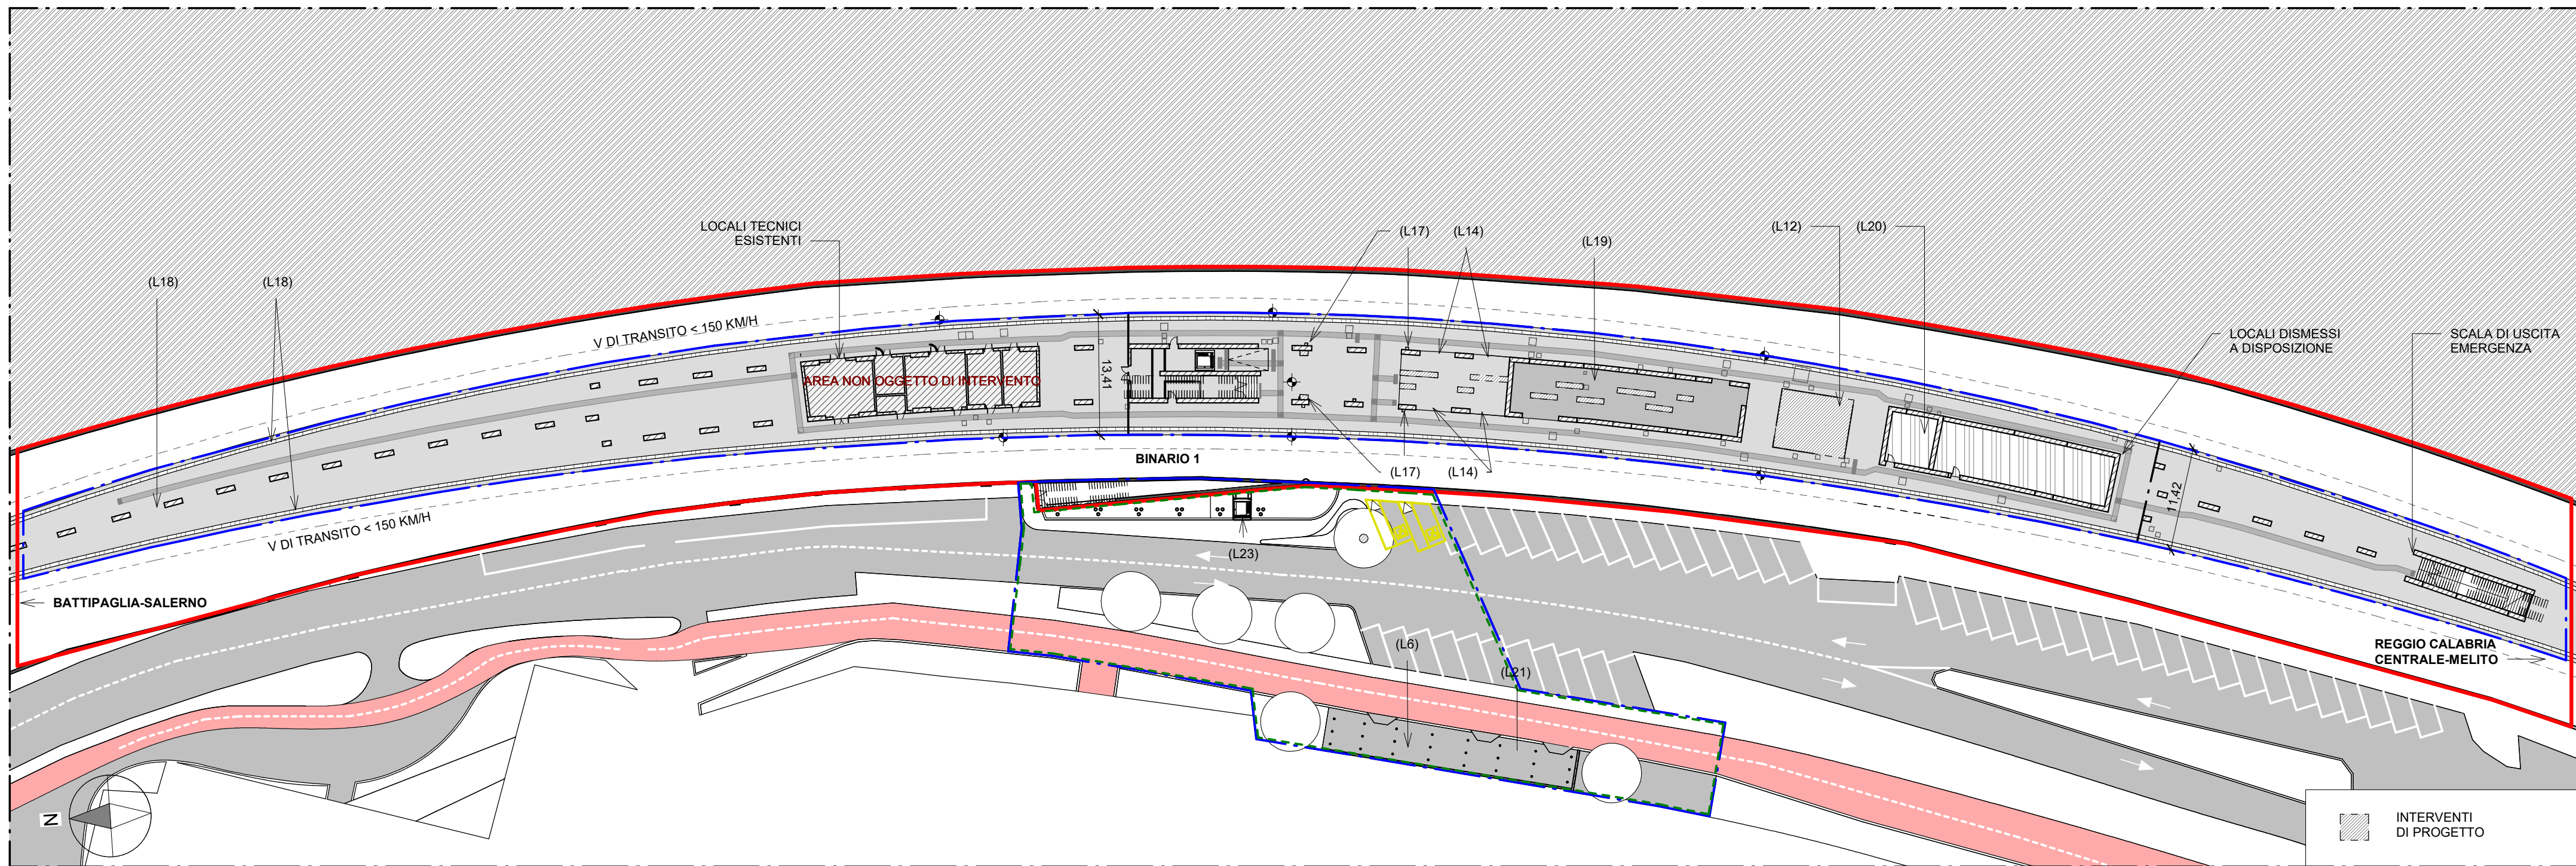 LOCALI TECNICI
ESISTENTI
(L17)
(L14)
(L19)
(L12)
(L20)
(L18)
(L18)
V DI TRANSITO < 150 KM/H
LOCALI DISMESSI
A DISPOSIZIONE
SCALA DI USCITA
EMERGENZA
13.41
AREA NON OGGETTO DI INTERVENTO
BINARIO 1
(L17)
(L14)
11.42
V DI TRANSITO < 150 KM/H
(L23)
BATTIPAGLIA-SALERNO
(L6)
(L21)
REGGIO CALABRIA
CENTRALE-MELITO
N
INTERVENTI
DI PROGETTO